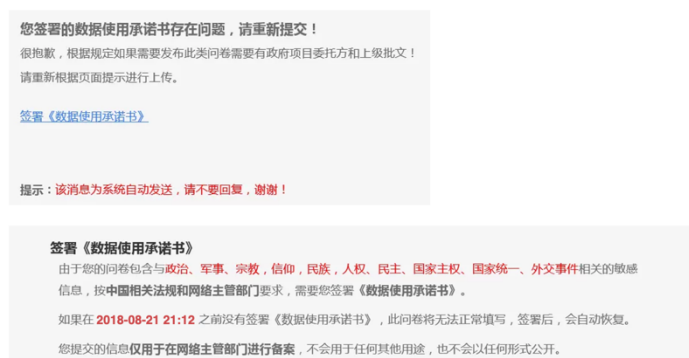 您签署的数据使用承诺书存在问题，请重新提交！
很抱歉，根据规定如果需要发布此类问卷需要有政府项目委托方和上级批文！
请重新根据页面提示进行上传。
签署《数据使用承诺书》
提示：该消息为系统自动发送，请不要回复，谢谢！
签署《数据使用承诺书》
由于您的问卷包含与政治、军事、宗教，信仰，民族，人权、民主、国家主权、国家统一、外交事件相关的敏感
信息，按中国相关法规和网络主管部门要求，需要您签署《数据使用承诺书》。
如果在 2018-08-21 21:12 之前没有签署《数据使用承诺书》，此问卷将无法正常填写，签署后，会自动恢复。
您提交的信息仅用于在网络主管部门进行备案，不会用于任何其他用途，也不会以任何形式公开。